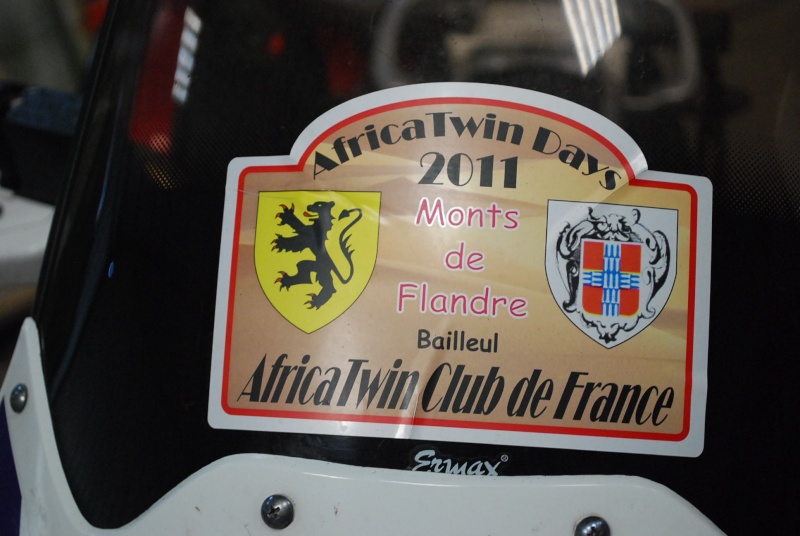 AfricaTwin Days
2011
Monts
de
Flandre
Bailleul
AfricaTwin Club de France
Ermax®